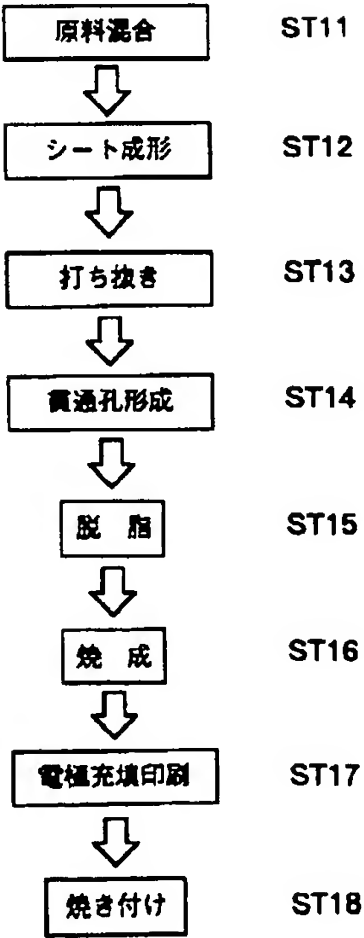 原料混合 ST11
シート成形 ST12
打ち抜き ST13
貫通孔形成 ST14
脱 脂 ST15
焼 成 ST16
電極充填印刷 ST17
焼き付け ST18